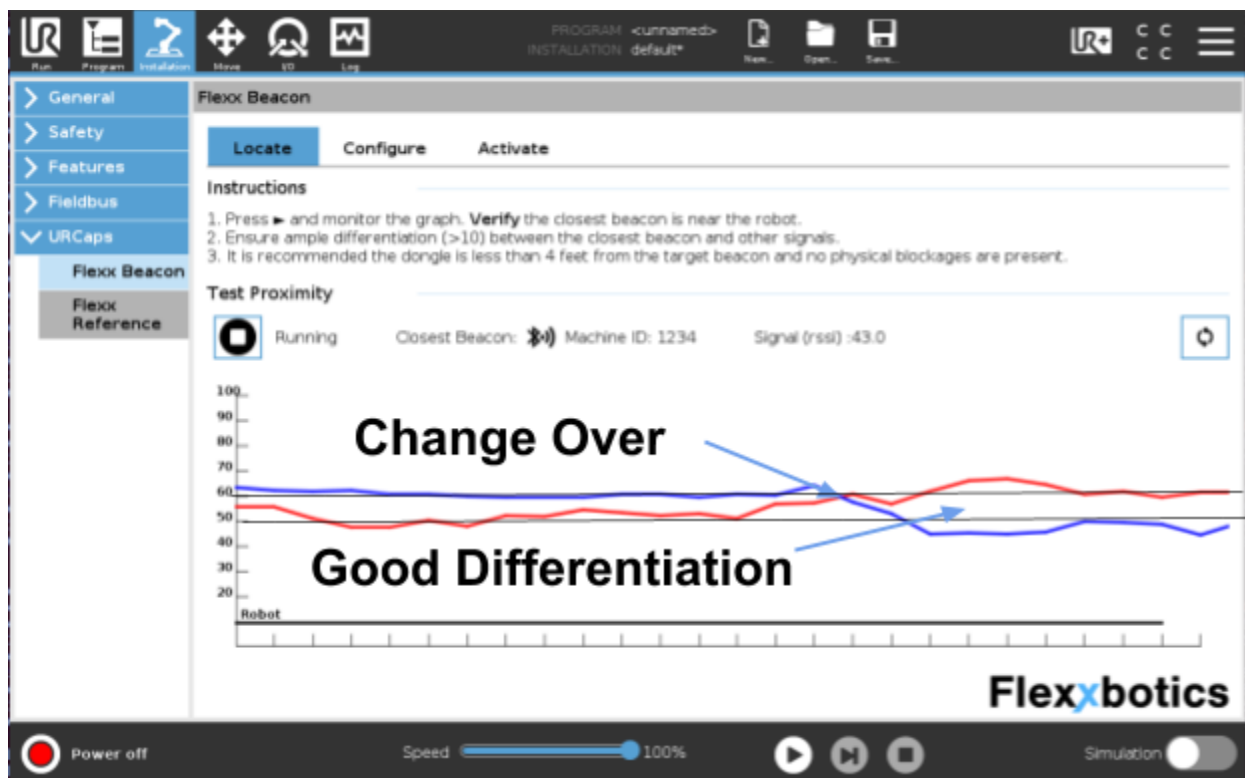 PROGRAM <unnamed>
INSTALLATION default*
UR+
C C
C C
Run Program Installation Move I/O Log New... Open... Save...
General
Safety
Features
Fieldbus
URCaps
Flexx Beacon
Flexx
Reference
Flexx Beacon
Locate Configure Activate
Instructions
1. Press ► and monitor the graph. Verify the closest beacon is near the robot.
2. Ensure ample differentiation (>10) between the closest beacon and other signals.
3. It is recommended the dongle is less than 4 feet from the target beacon and no physical blockages are present.
Test Proximity
Running Closest Beacon: Machine ID: 1234 Signal (rssi) :43.0
100
90
80
70
60
50
40
30
20
Change Over
Good Differentiation
Robot
Flexxbotics
Power off Speed 100% Simulation